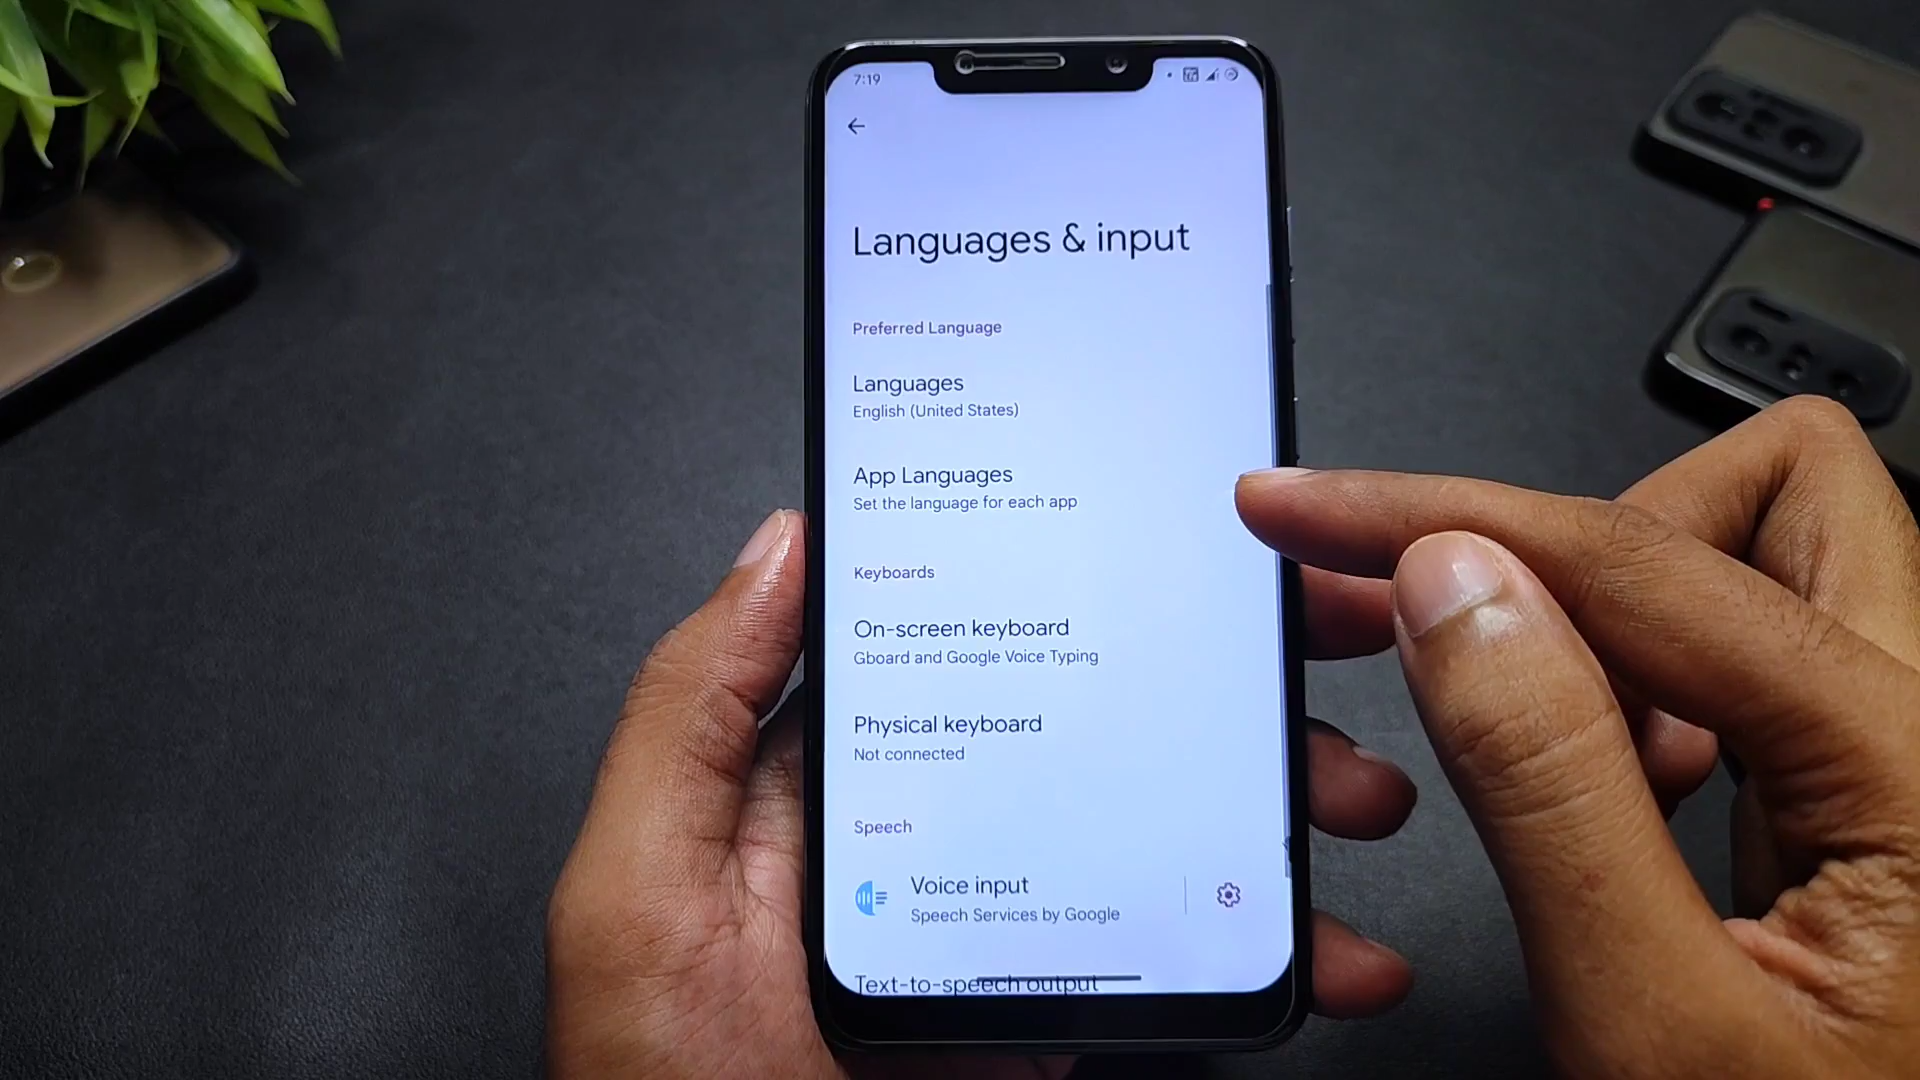 7:19
Languages & input
Preferred Language
Languages
English (United States)
App Languages
Set the language for each app
Keyboards
On-screen keyboard
Gboard and Google Voice Typing
Physical keyboard
Not connected
Speech
Voice input
Speech Services by Google
Text-to-speech output